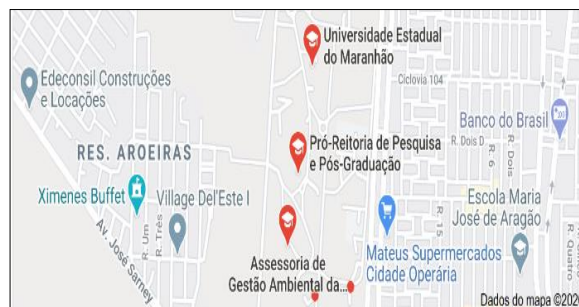 Universidade Estadual
do Maranhão
Edeconsil Construções
e Locações
Ciclovia 104
Banco do Brasil
R. Dois D
R. 6
R. Dois
Pró-Reitoria de Pesquisa
e Pós-Graduação
RES. AROEIRAS
Ximenes Buffet
Village Del'Este I
Escola Maria
José de Aragão
R. Um
R. Três
R. 15
Av. José Sarney
Mateus Supermercados
Cidade Operária
R. Quatro
Assessoria de
Gestão Ambiental da...
Dados do mapa ©202